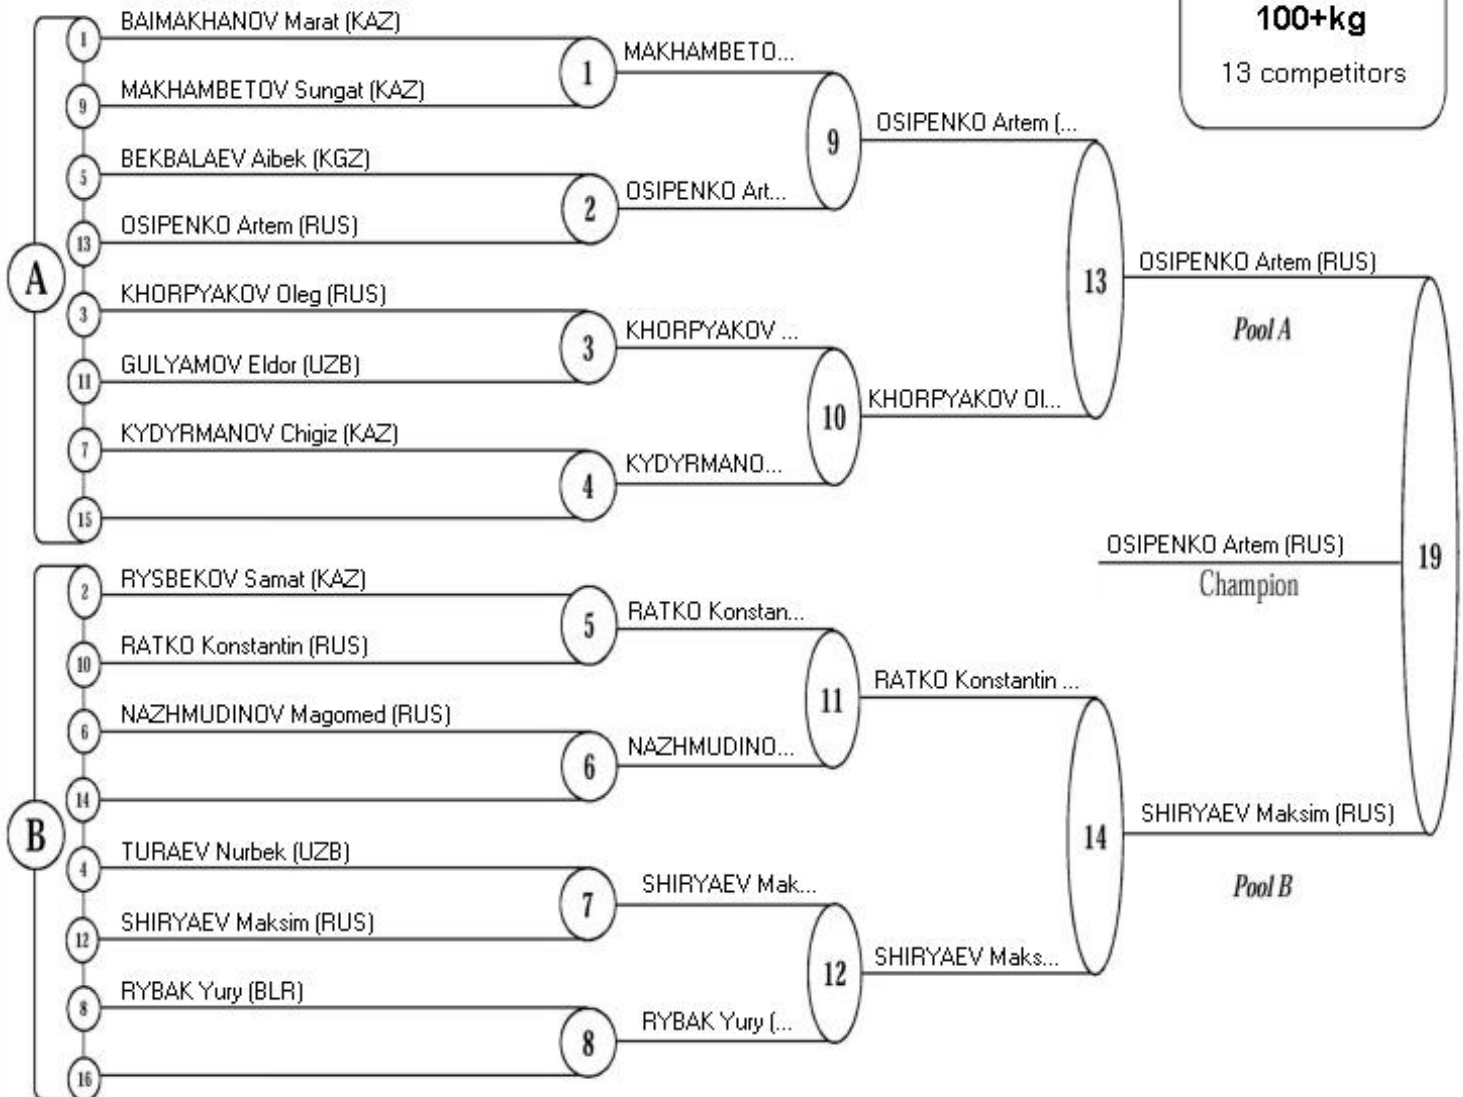 100+kg
13 competitors
A
1
BAIMAKHANOV Marat (KAZ)
9
MAKHAMBETOV Sungat (KAZ)
5
BEKBALAEV Aibek (KGZ)
13
OSIPENKO Artem (RUS)
3
KHORPYAKOV Oleg (RUS)
11
GULYAMOV Eldor (UZB)
7
KYDYRMANOV Chigiz (KAZ)
15
1
MAKHAMBETO...
2
OSIPENKO Art...
3
KHORPYAKOV ...
4
KYDYRMANO...
9
OSIPENKO Artem (...
10
KHORPYAKOV Ol...
13
OSIPENKO Artem (RUS)
Pool A
B
2
RYSBEKOV Samat (KAZ)
10
RATKO Konstantin (RUS)
6
NAZHMUDINOV Magomed (RUS)
14
4
TURAEV Nurbek (UZB)
12
SHIRYAEV Maksim (RUS)
8
RYBAK Yury (BLR)
16
5
RATKO Konstan...
6
NAZHMUDINO...
7
SHIRYAEV Mak...
8
RYBAK Yury (...
11
RATKO Konstantin ...
12
SHIRYAEV Maks...
14
SHIRYAEV Maksim (RUS)
Pool B
19
OSIPENKO Artem (RUS)
Champion